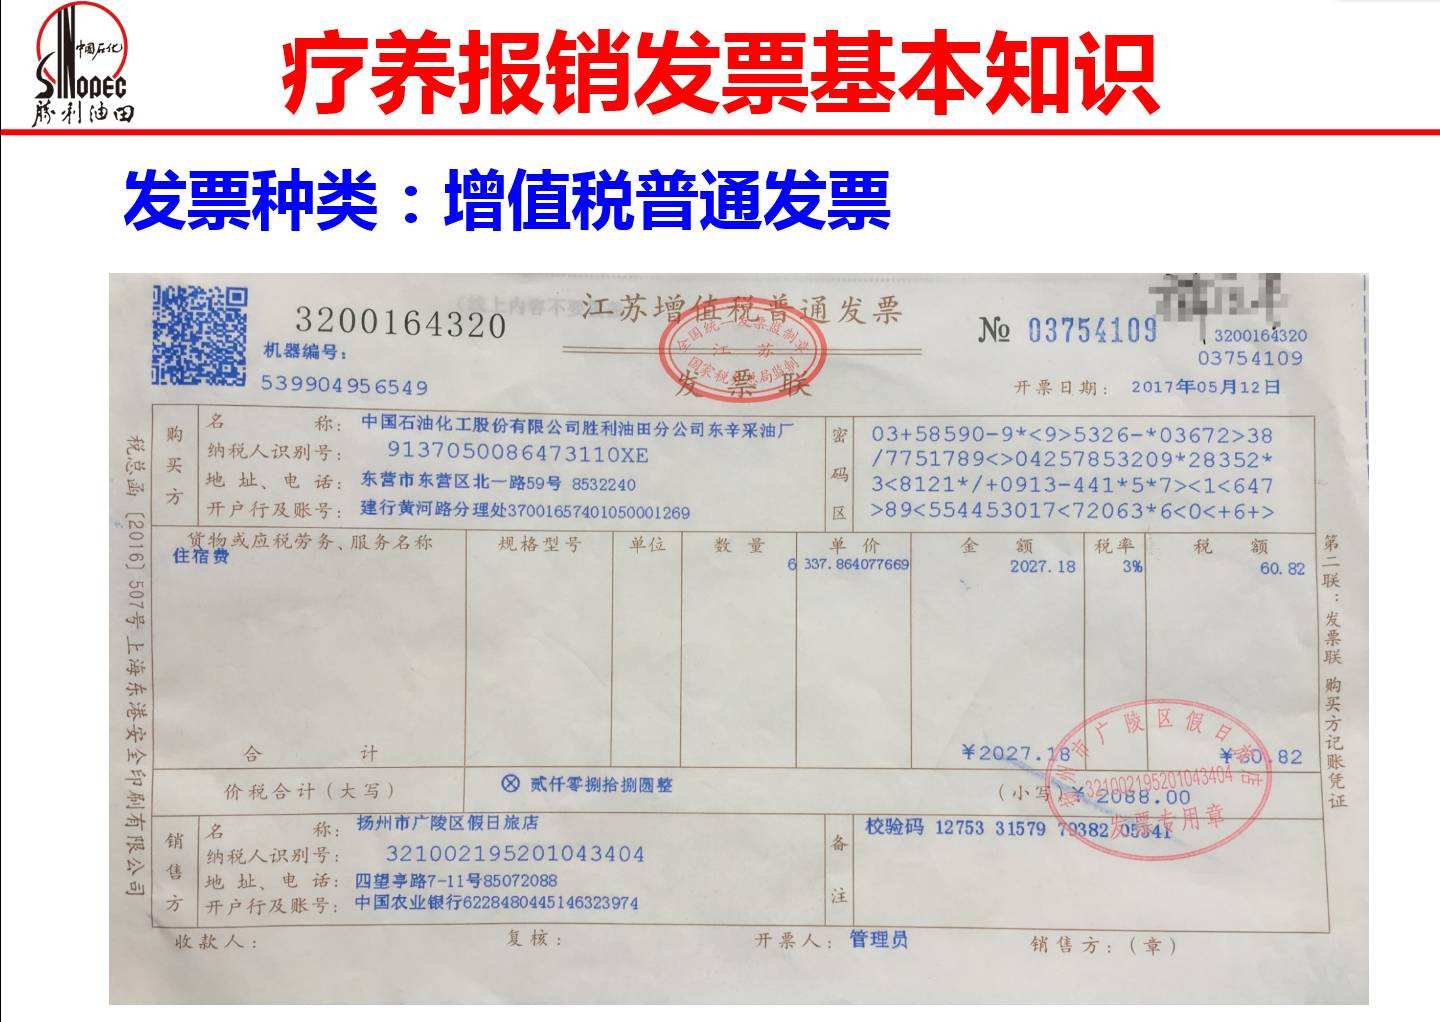 中国石化
SINOPEC
胜利油田
疗养报销发票基本知识
发票种类：增值税普通发票
3200164320
江苏增值税普通发票
№ 03754109
3200164320
03754109
机器编号：
539904956549
全国统一发票监制章
江 苏
国家税务总局监制
发 票 联
开票日期： 2017年05月12日
购买方
名 称： 中国石油化工股份有限公司胜利油田分公司东辛采油厂
纳税人识别号： 9137050086473110XE
地 址、电 话： 东营市东营区北一路59号 8532240
开户行及账号： 建行黄河路分理处37001657401050001269
密码区
03+58590-9*<9>5326-*03672>38
/7751789<>04257853209*28352*
3<8121*/+0913-441*5*7><1<647
>89<554453017<72063*6<0<+6+>
货物或应税劳务、服务名称 规格型号 单位 数 量 单 价 金 额 税率 税 额
住宿费 6 337.864077669 2027.18 3% 60.82
合 计 ￥2027.18 ￥60.82
价税合计（大写） ⊗ 贰仟零捌拾捌圆整 （小写）￥2088.00
销售方
名 称： 扬州市广陵区假日旅店
纳税人识别号： 321002195201043404
地 址、电 话： 四望亭路7-11号85072088
开户行及账号： 中国农业银行6228480445146323974
备注
校验码 12753 31579 79382 05341
扬州市广陵区假日旅店
321002195201043404
发票专用章
收款人： 复核： 开票人： 管理员 销售方：（章）
税总函〔2016〕507号上海东港安全印刷有限公司
第二联：发票联 购买方记账凭证